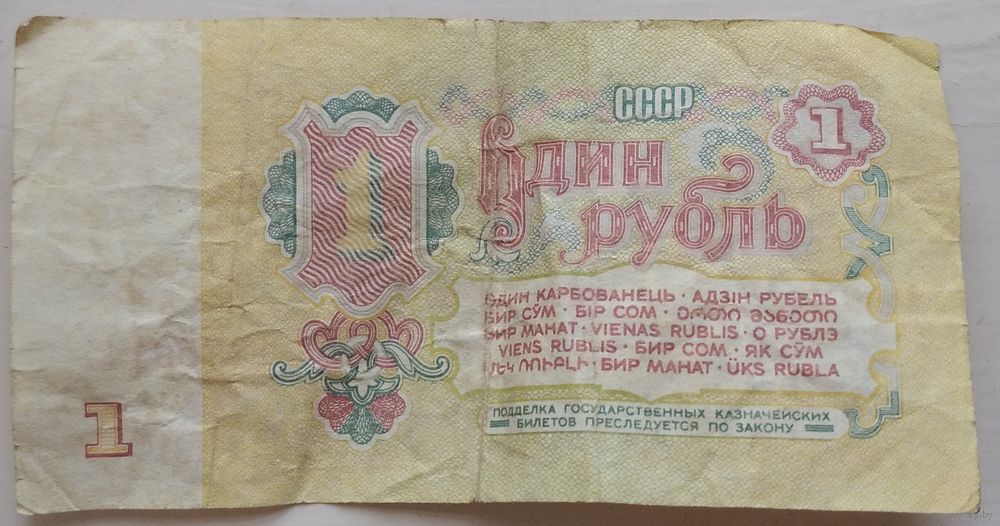 СССР
1
1
Один
рубль
ОДИН КАРБОВАНЕЦЬ · АДЗІН РУБЕЛЬ
БИР СЎМ · БІР СОМ · ᲔᲠᲗᲘ ᲛᲐᲜᲔᲗᲘ
БИР МАНАТ · VIENAS RUBLIS · О РУБЛЭ
VIENS RUBLIS · БИР СОМ · ЯК СЎМ
ՄԵԿ ՌՈՒԲԼԻ · БИР МАНАТ · ÜKS RUBLA
ПОДДЕЛКА ГОСУДАРСТВЕННЫХ КАЗНАЧЕЙСКИХ
БИЛЕТОВ ПРЕСЛЕДУЕТСЯ ПО ЗАКОНУ
1